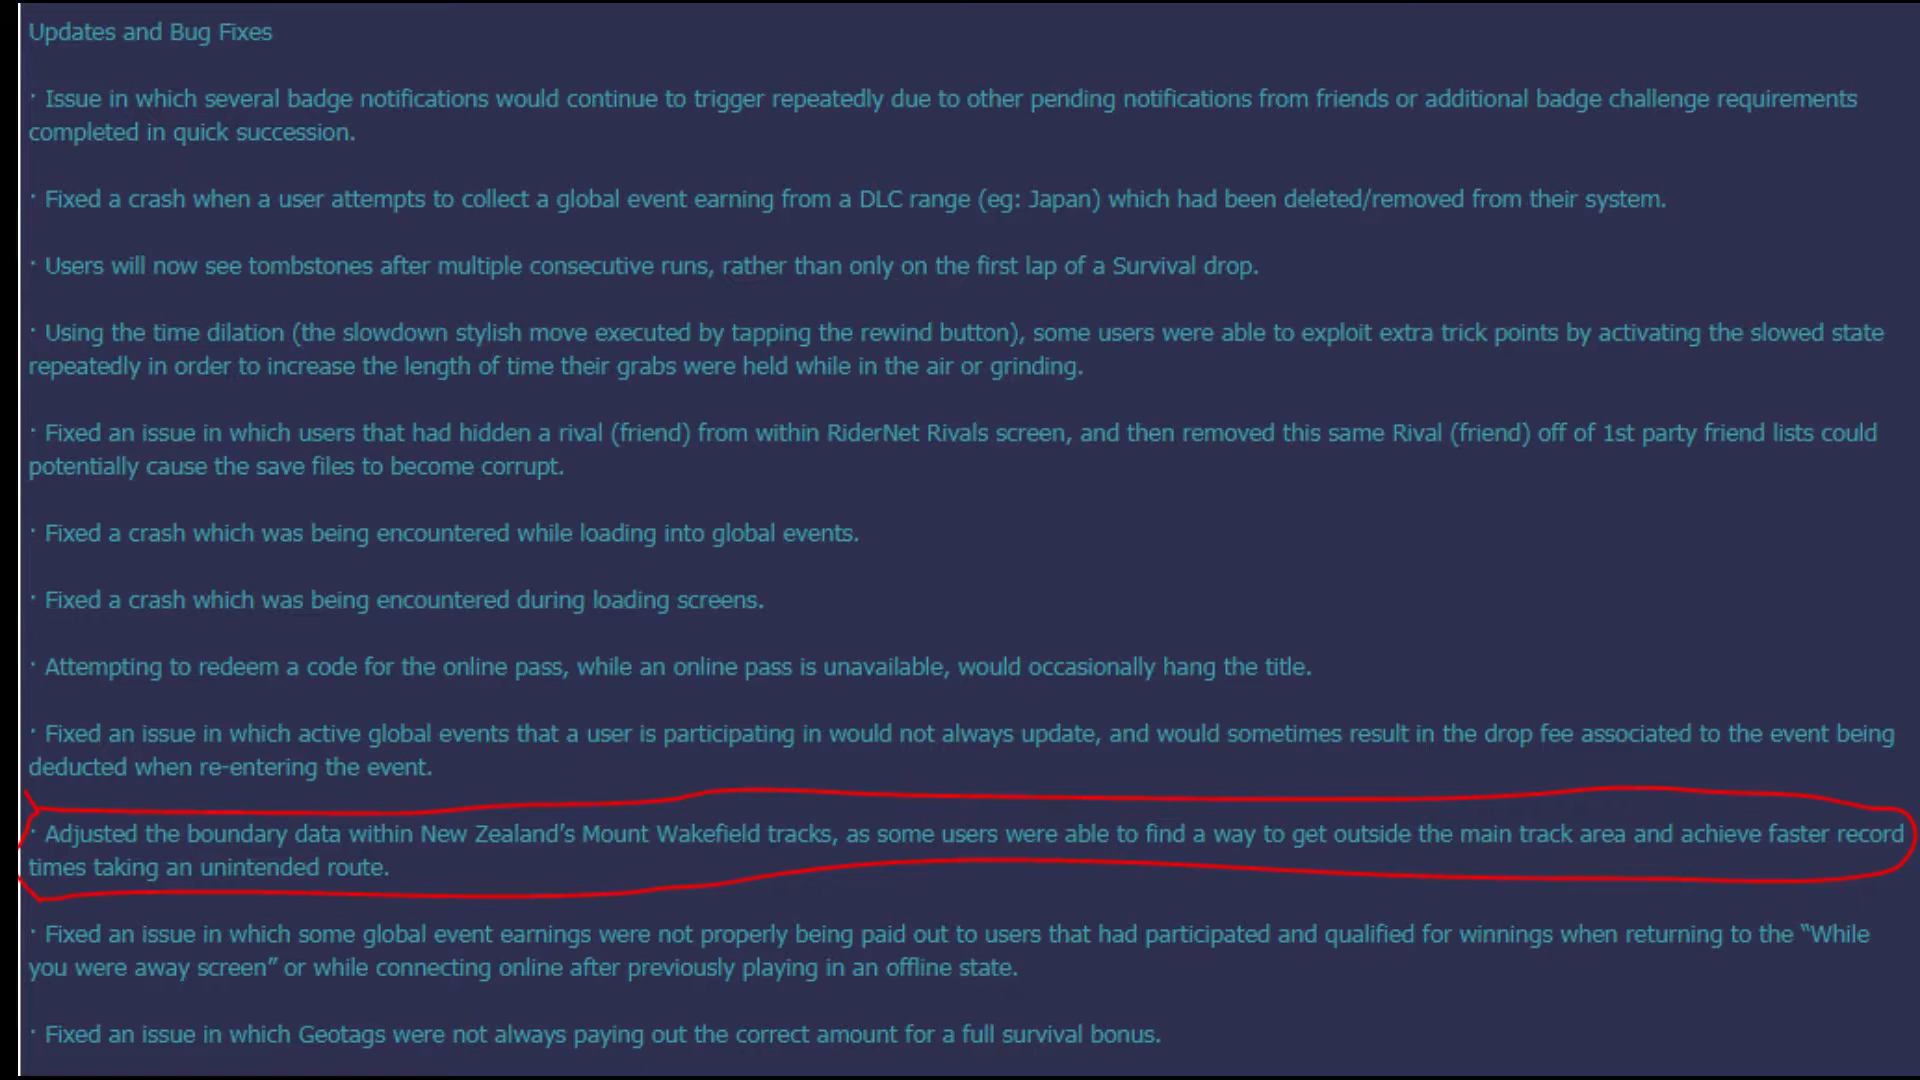 Updates and Bug Fixes
· Issue in which several badge notifications would continue to trigger repeatedly due to other pending notifications from friends or additional badge challenge requirements
completed in quick succession.
· Fixed a crash when a user attempts to collect a global event earning from a DLC range (eg: Japan) which had been deleted/removed from their system.
· Users will now see tombstones after multiple consecutive runs, rather than only on the first lap of a Survival drop.
· Using the time dilation (the slowdown stylish move executed by tapping the rewind button), some users were able to exploit extra trick points by activating the slowed state
repeatedly in order to increase the length of time their grabs were held while in the air or grinding.
· Fixed an issue in which users that had hidden a rival (friend) from within RiderNet Rivals screen, and then removed this same Rival (friend) off of 1st party friend lists could
potentially cause the save files to become corrupt.
· Fixed a crash which was being encountered while loading into global events.
· Fixed a crash which was being encountered during loading screens.
· Attempting to redeem a code for the online pass, while an online pass is unavailable, would occasionally hang the title.
· Fixed an issue in which active global events that a user is participating in would not always update, and would sometimes result in the drop fee associated to the event being
deducted when re-entering the event.
· Adjusted the boundary data within New Zealand’s Mount Wakefield tracks, as some users were able to find a way to get outside the main track area and achieve faster record
times taking an unintended route.
· Fixed an issue in which some global event earnings were not properly being paid out to users that had participated and qualified for winnings when returning to the “While
you were away screen” or while connecting online after previously playing in an offline state.
· Fixed an issue in which Geotags were not always paying out the correct amount for a full survival bonus.